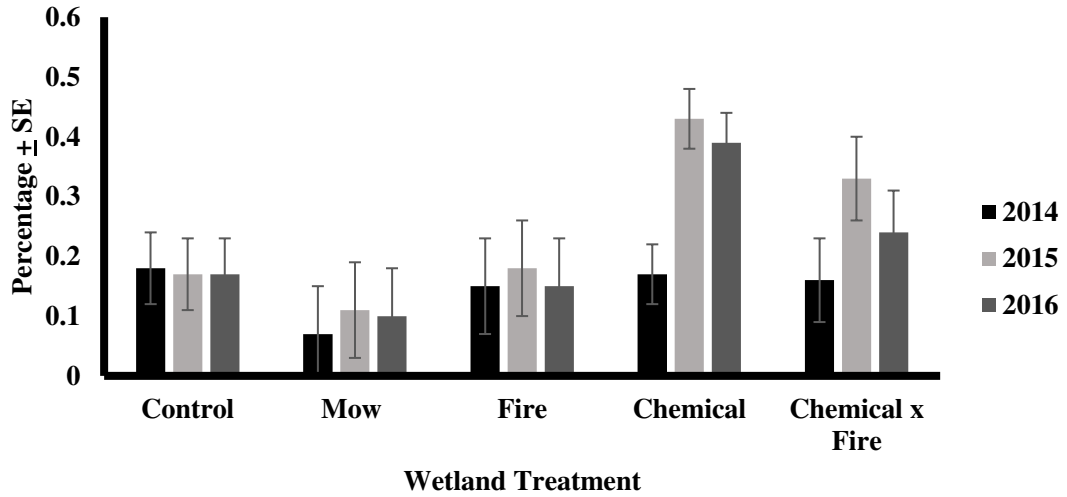 0.6
0.5
0.4
0.3
0.2
0.1
0
Percentage ± SE
Control
Mow
Fire
Chemical
Chemical x
Fire
Wetland Treatment
2014
2015
2016